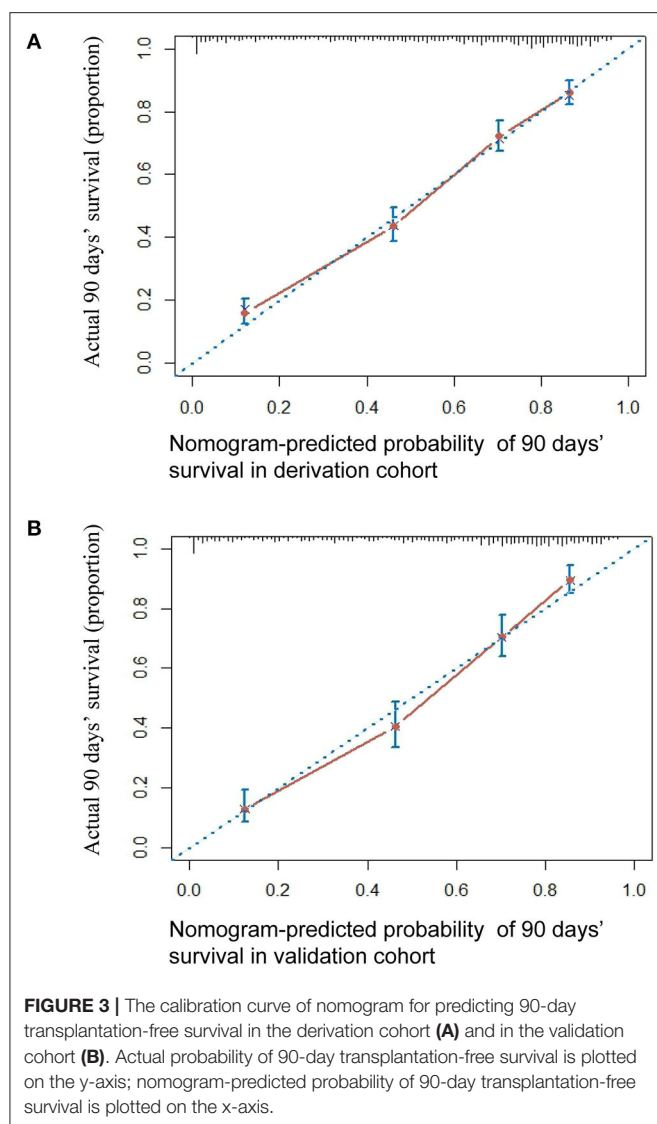 A
1.0
0.8
0.6
0.4
0.2
0.0
Actual 90 days' survival (proportion)
0.0 0.2 0.4 0.6 0.8 1.0
Nomogram-predicted probability of 90 days'
survival in derivation cohort
B
1.0
0.8
0.6
0.4
0.2
0.0
Actual 90 days' survival (proportion)
0.0 0.2 0.4 0.6 0.8 1.0
Nomogram-predicted probability of 90 days'
survival in validation cohort
FIGURE 3 | The calibration curve of nomogram for predicting 90-day
transplantation-free survival in the derivation cohort (A) and in the validation
cohort (B). Actual probability of 90-day transplantation-free survival is plotted
on the y-axis; nomogram-predicted probability of 90-day transplantation-free
survival is plotted on the x-axis.